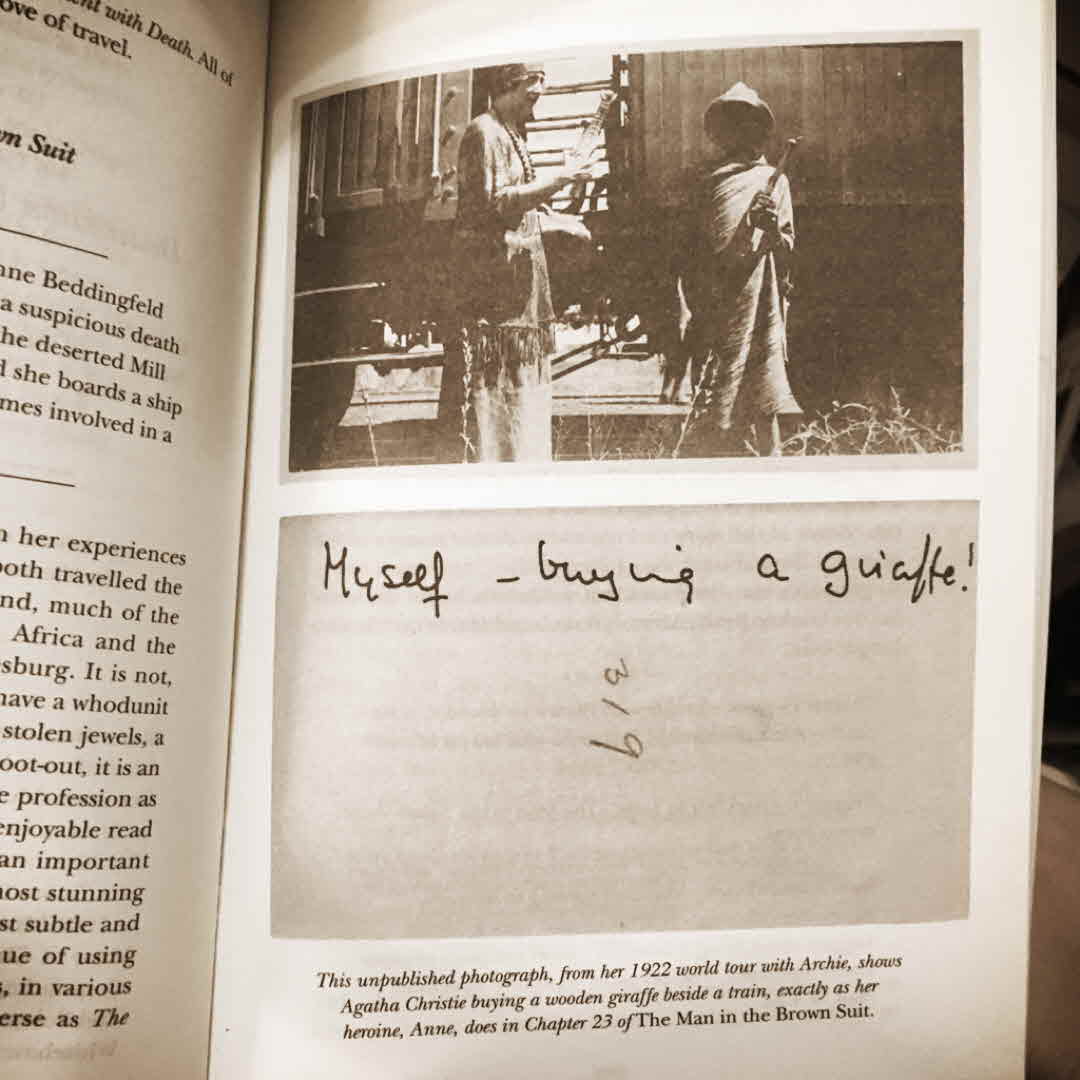 ent with Death. All of
ove of travel.
wn Suit
nne Beddingfeld
a suspicious death
he deserted Mill
d she boards a ship
mes involved in a
n her experiences
both travelled the
nd, much of the
Africa and the
sburg. It is not,
have a whodunit
stolen jewels, a
oot-out, it is an
e profession as
enjoyable read
an important
most stunning
st subtle and
ue of using
s, in various
erse as The
Myself – buying a giraffe!
This unpublished photograph, from her 1922 world tour with Archie, shows
Agatha Christie buying a wooden giraffe beside a train, exactly as her
heroine, Anne, does in Chapter 23 of The Man in the Brown Suit.